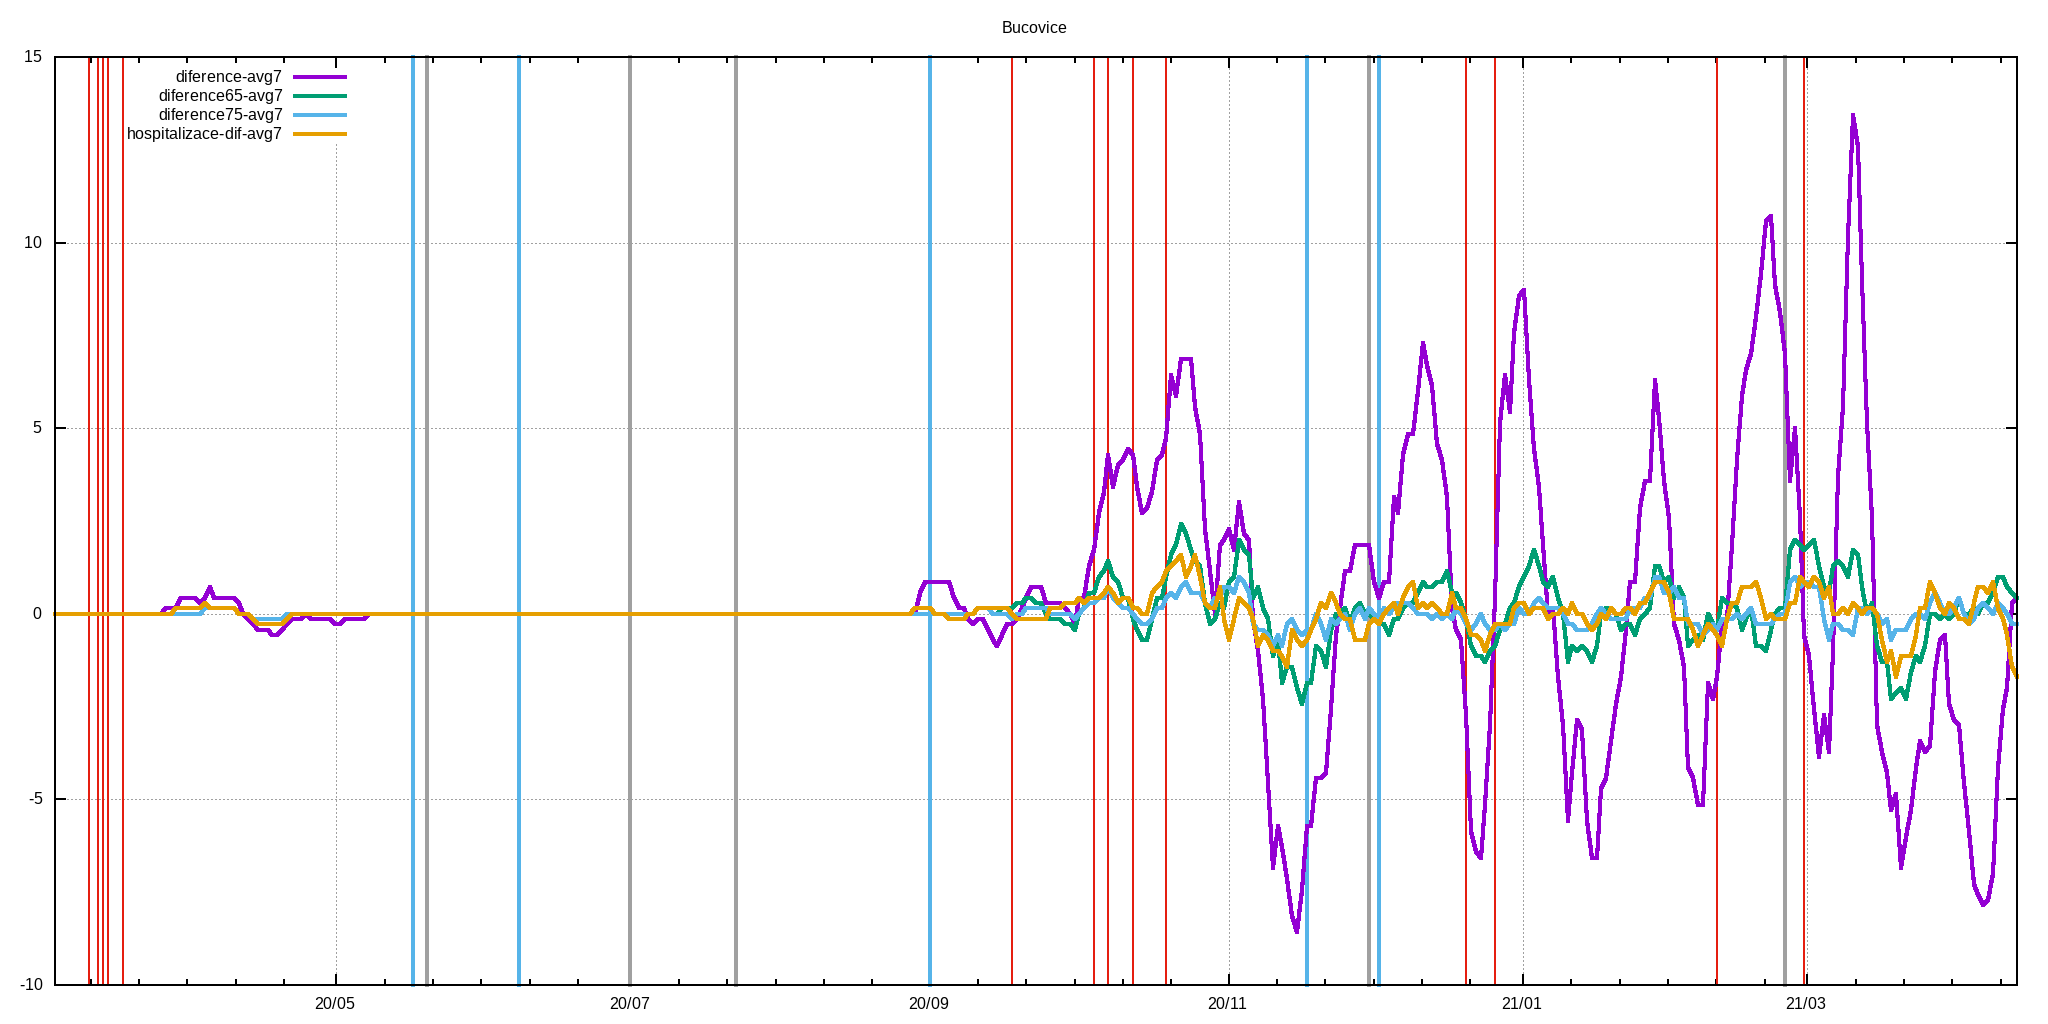 Bucovice
15
10
5
0
-5
-10
diference-avg7
diference65-avg7
diference75-avg7
hospitalizace-dif-avg7
20/05 20/07 20/09 20/11 21/01 21/03